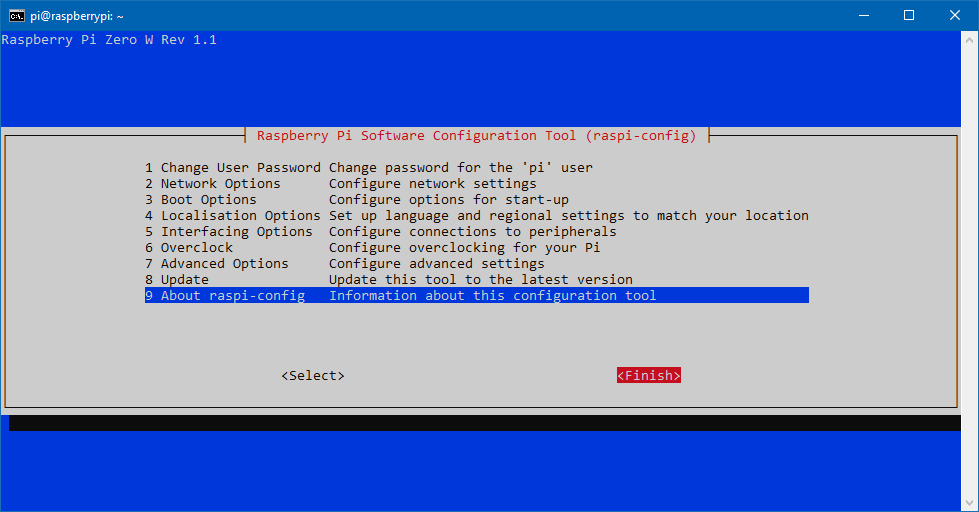 pi@raspberrypi: ~
Raspberry Pi Zero W Rev 1.1
Raspberry Pi Software Configuration Tool (raspi-config)
1 Change User Password Change password for the 'pi' user
2 Network Options Configure network settings
3 Boot Options Configure options for start-up
4 Localisation Options Set up language and regional settings to match your location
5 Interfacing Options Configure connections to peripherals
6 Overclock Configure overclocking for your Pi
7 Advanced Options Configure advanced settings
8 Update Update this tool to the latest version
9 About raspi-config Information about this configuration tool
<Select> <Finish>